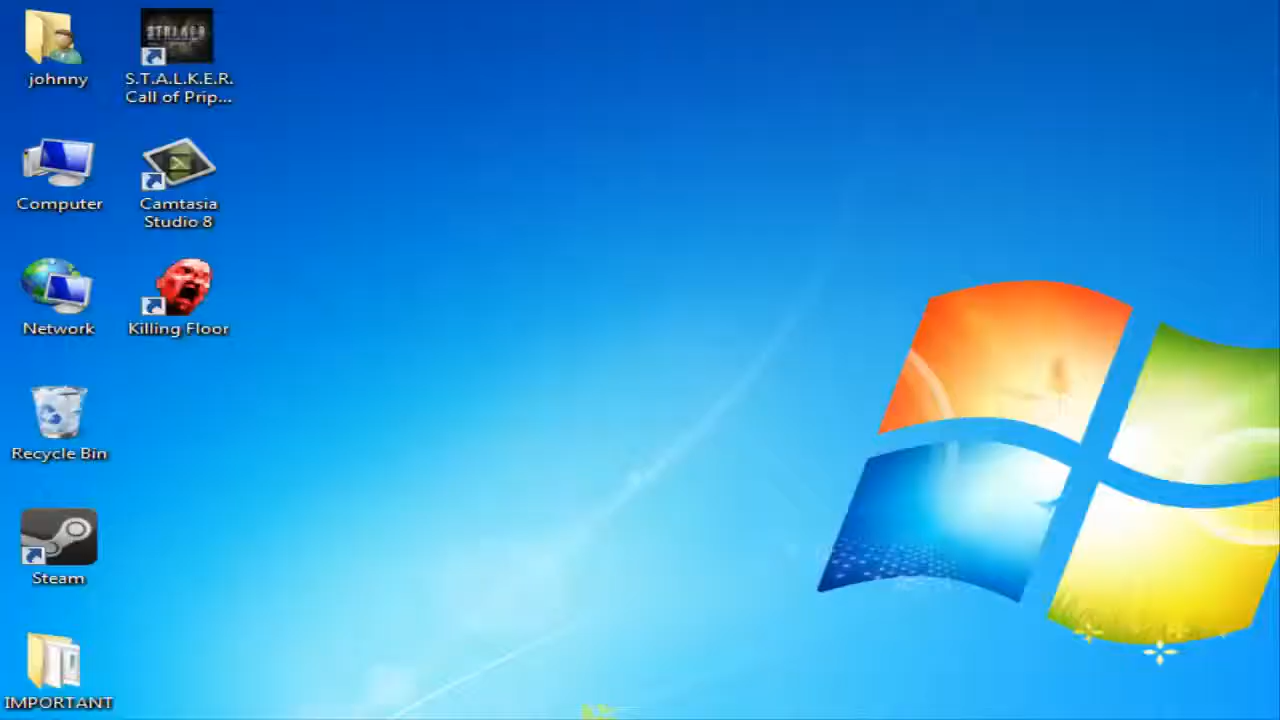 johnny
S.T.A.L.K.E.R.
Call of Prip...
Computer
Camtasia
Studio 8
Network
Killing Floor
Recycle Bin
Steam
IMPORTANT